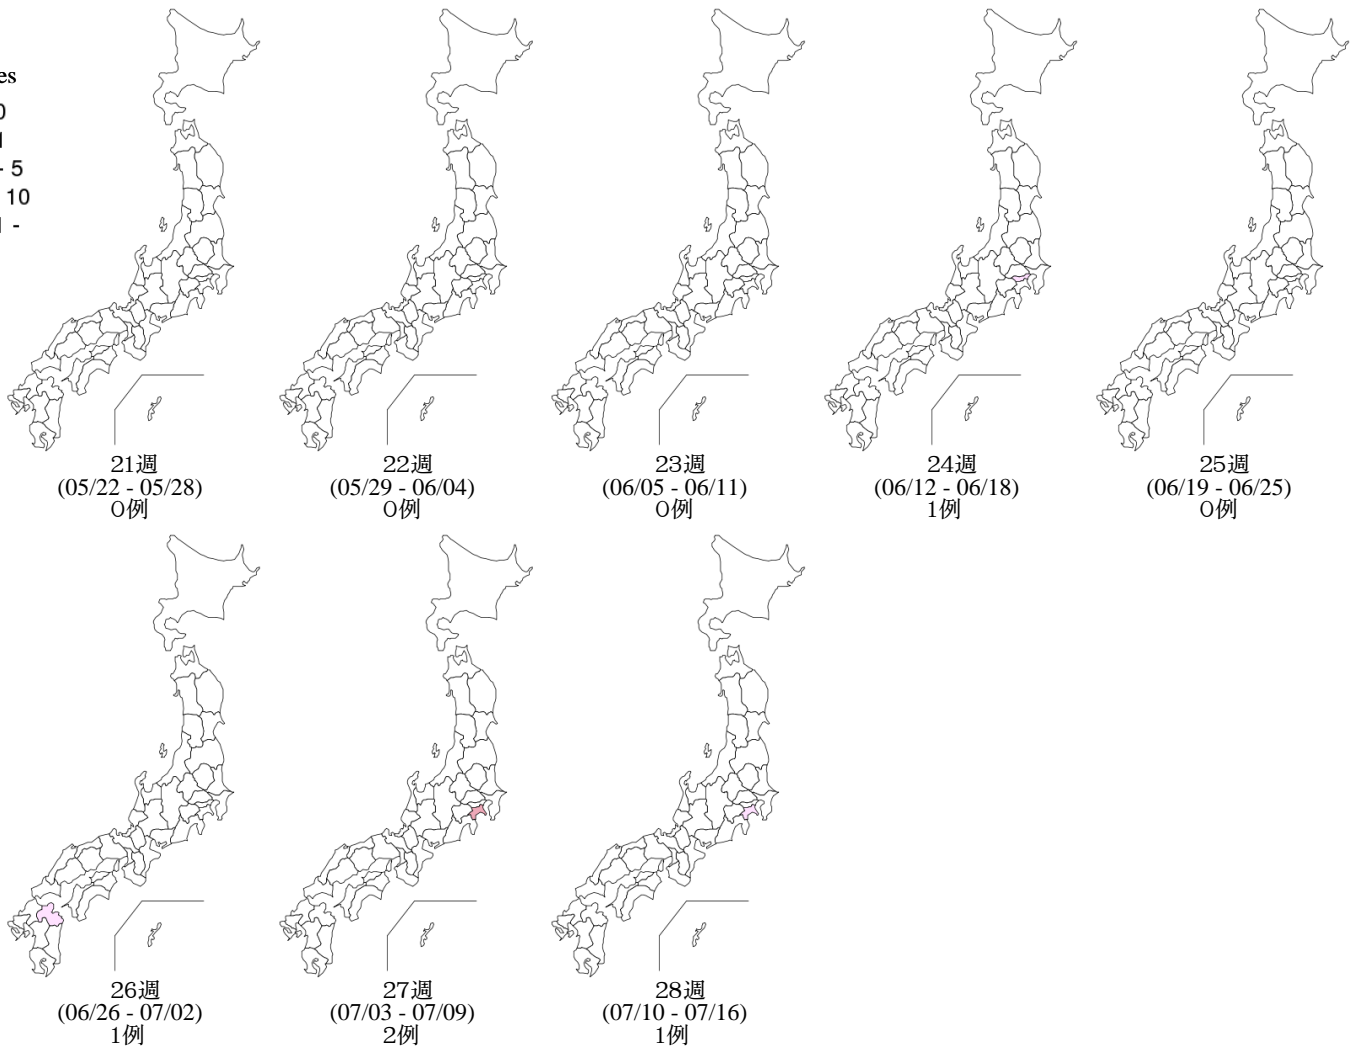 es
0
1
- 5
10
1 -
21週
(05/22 - 05/28)
0例
22週
(05/29 - 06/04)
0例
23週
(06/05 - 06/11)
0例
24週
(06/12 - 06/18)
1例
25週
(06/19 - 06/25)
0例
26週
(06/26 - 07/02)
1例
27週
(07/03 - 07/09)
2例
28週
(07/10 - 07/16)
1例